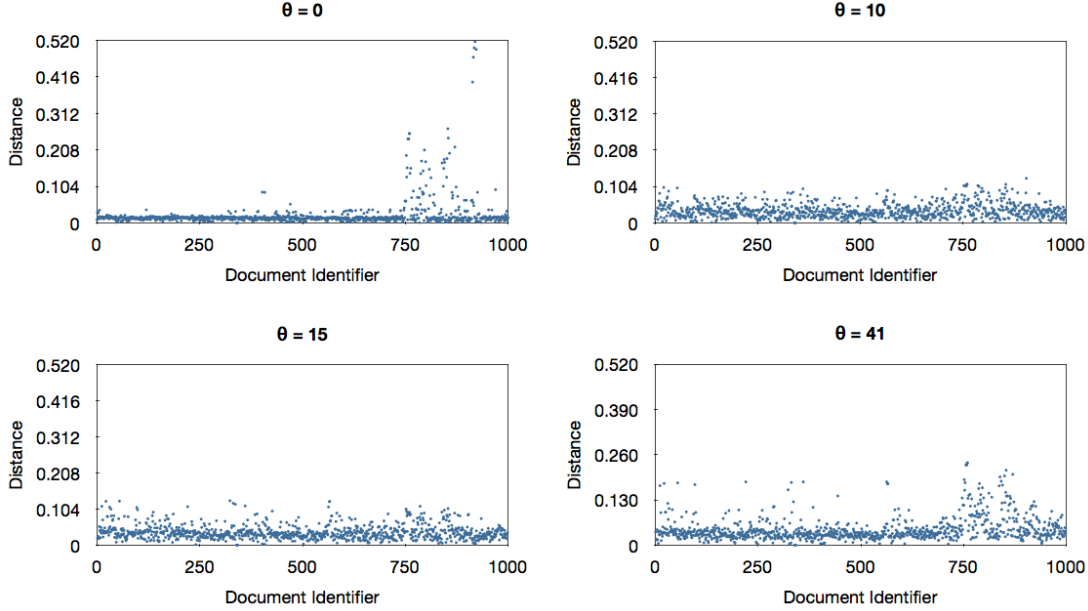 θ = 0
0.520
0.416
0.312
0.208
0.104
0
Distance
0 250 500 750 1000
Document Identifier
θ = 10
0.520
0.416
0.312
0.208
0.104
0
Distance
0 250 500 750 1000
Document Identifier
θ = 15
0.520
0.416
0.312
0.208
0.104
0
Distance
0 250 500 750 1000
Document Identifier
θ = 41
0.520
0.390
0.260
0.130
0
Distance
0 250 500 750 1000
Document Identifier